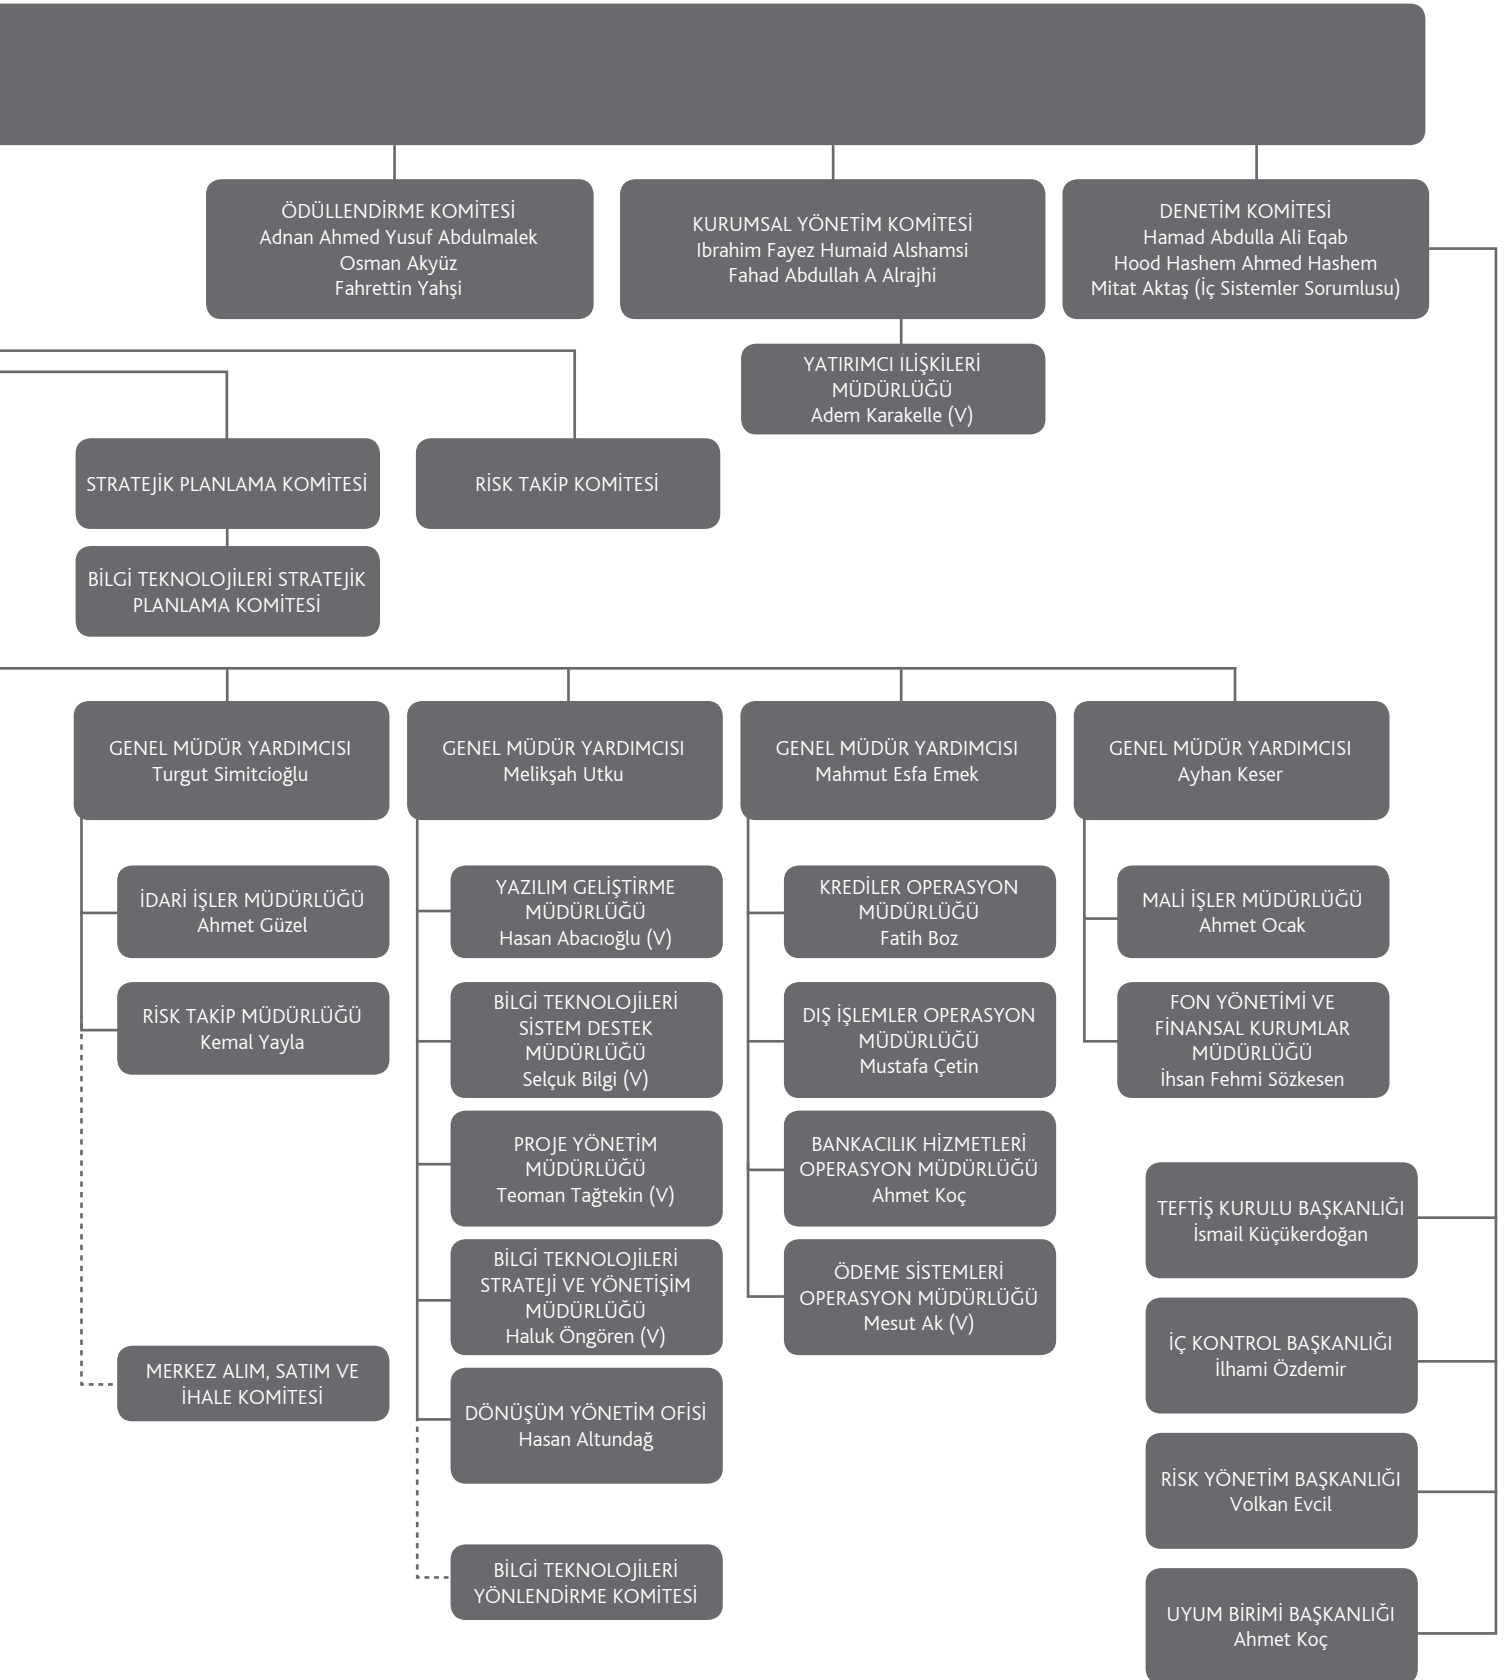 ÖDÜLLENDİRME KOMİTESİ
Adnan Ahmed Yusuf Abdulmalek
Osman Akyüz
Fahrettin Yahşi
KURUMSAL YÖNETİM KOMİTESİ
Ibrahim Fayez Humaid Alshamsi
Fahad Abdullah A Alrajhi
DENETİM KOMİTESİ
Hamad Abdulla Ali Eqab
Hood Hashem Ahmed Hashem
Mitat Aktaş (İç Sistemler Sorumlusu)
YATIRIMCI İLİŞKİLERİ
MÜDÜRLÜĞÜ
Adem Karakelle (V)
STRATEJİK PLANLAMA KOMİTESİ
RİSK TAKİP KOMİTESİ
BİLGİ TEKNOLOJİLERİ STRATEJİK
PLANLAMA KOMİTESİ
GENEL MÜDÜR YARDIMCISI
Turgut Simitcioğlu
İDARİ İŞLER MÜDÜRLÜĞÜ
Ahmet Güzel
RİSK TAKİP MÜDÜRLÜĞÜ
Kemal Yayla
MERKEZ ALIM, SATIM VE
İHALE KOMİTESİ
GENEL MÜDÜR YARDIMCISI
Melikşah Utku
YAZILIM GELİŞTİRME
MÜDÜRLÜĞÜ
Hasan Abacıoğlu (V)
BİLGİ TEKNOLOJİLERİ
SİSTEM DESTEK
MÜDÜRLÜĞÜ
Selçuk Bilgi (V)
PROJE YÖNETİM
MÜDÜRLÜĞÜ
Teoman Tağtekin (V)
BİLGİ TEKNOLOJİLERİ
STRATEJİ VE YÖNETİŞİM
MÜDÜRLÜĞÜ
Haluk Öngören (V)
DÖNÜŞÜM YÖNETİM OFİSİ
Hasan Altundağ
BİLGİ TEKNOLOJİLERİ
YÖNLENDİRME KOMİTESİ
GENEL MÜDÜR YARDIMCISI
Mahmut Esfa Emek
KREDİLER OPERASYON
MÜDÜRLÜĞÜ
Fatih Boz
DIŞ İŞLEMLER OPERASYON
MÜDÜRLÜĞÜ
Mustafa Çetin
BANKACILIK HİZMETLERİ
OPERASYON MÜDÜRLÜĞÜ
Ahmet Koç
ÖDEME SİSTEMLERİ
OPERASYON MÜDÜRLÜĞÜ
Mesut Ak (V)
GENEL MÜDÜR YARDIMCISI
Ayhan Keser
MALİ İŞLER MÜDÜRLÜĞÜ
Ahmet Ocak
FON YÖNETİMİ VE
FİNANSAL KURUMLAR
MÜDÜRLÜĞÜ
İhsan Fehmi Sözkesen
TEFTİŞ KURULU BAŞKANLIĞI
İsmail Küçükerdoğan
İÇ KONTROL BAŞKANLIĞI
İlhami Özdemir
RİSK YÖNETİM BAŞKANLIĞI
Volkan Evcil
UYUM BİRİMİ BAŞKANLIĞI
Ahmet Koç